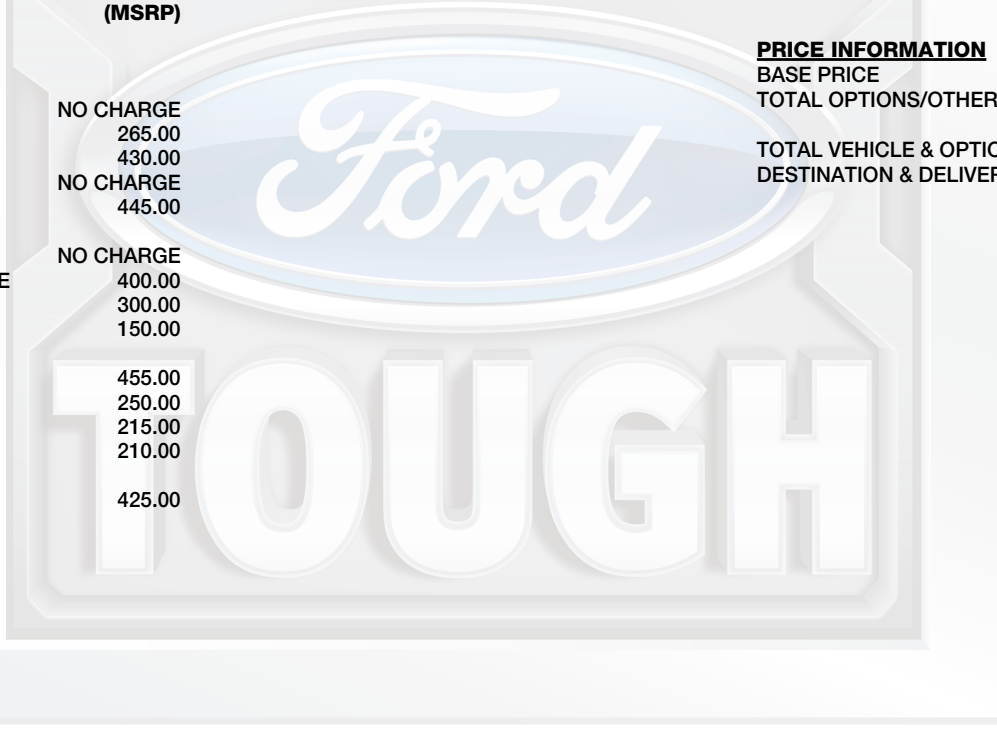 (MSRP)
NO CHARGE
265.00
430.00
NO CHARGE
445.00
NO CHARGE
E 400.00
300.00
150.00
455.00
250.00
215.00
210.00
425.00
PRICE INFORMATION
BASE PRICE
TOTAL OPTIONS/OTHER
TOTAL VEHICLE & OPTIO
DESTINATION & DELIVER
Ford
TOUGH